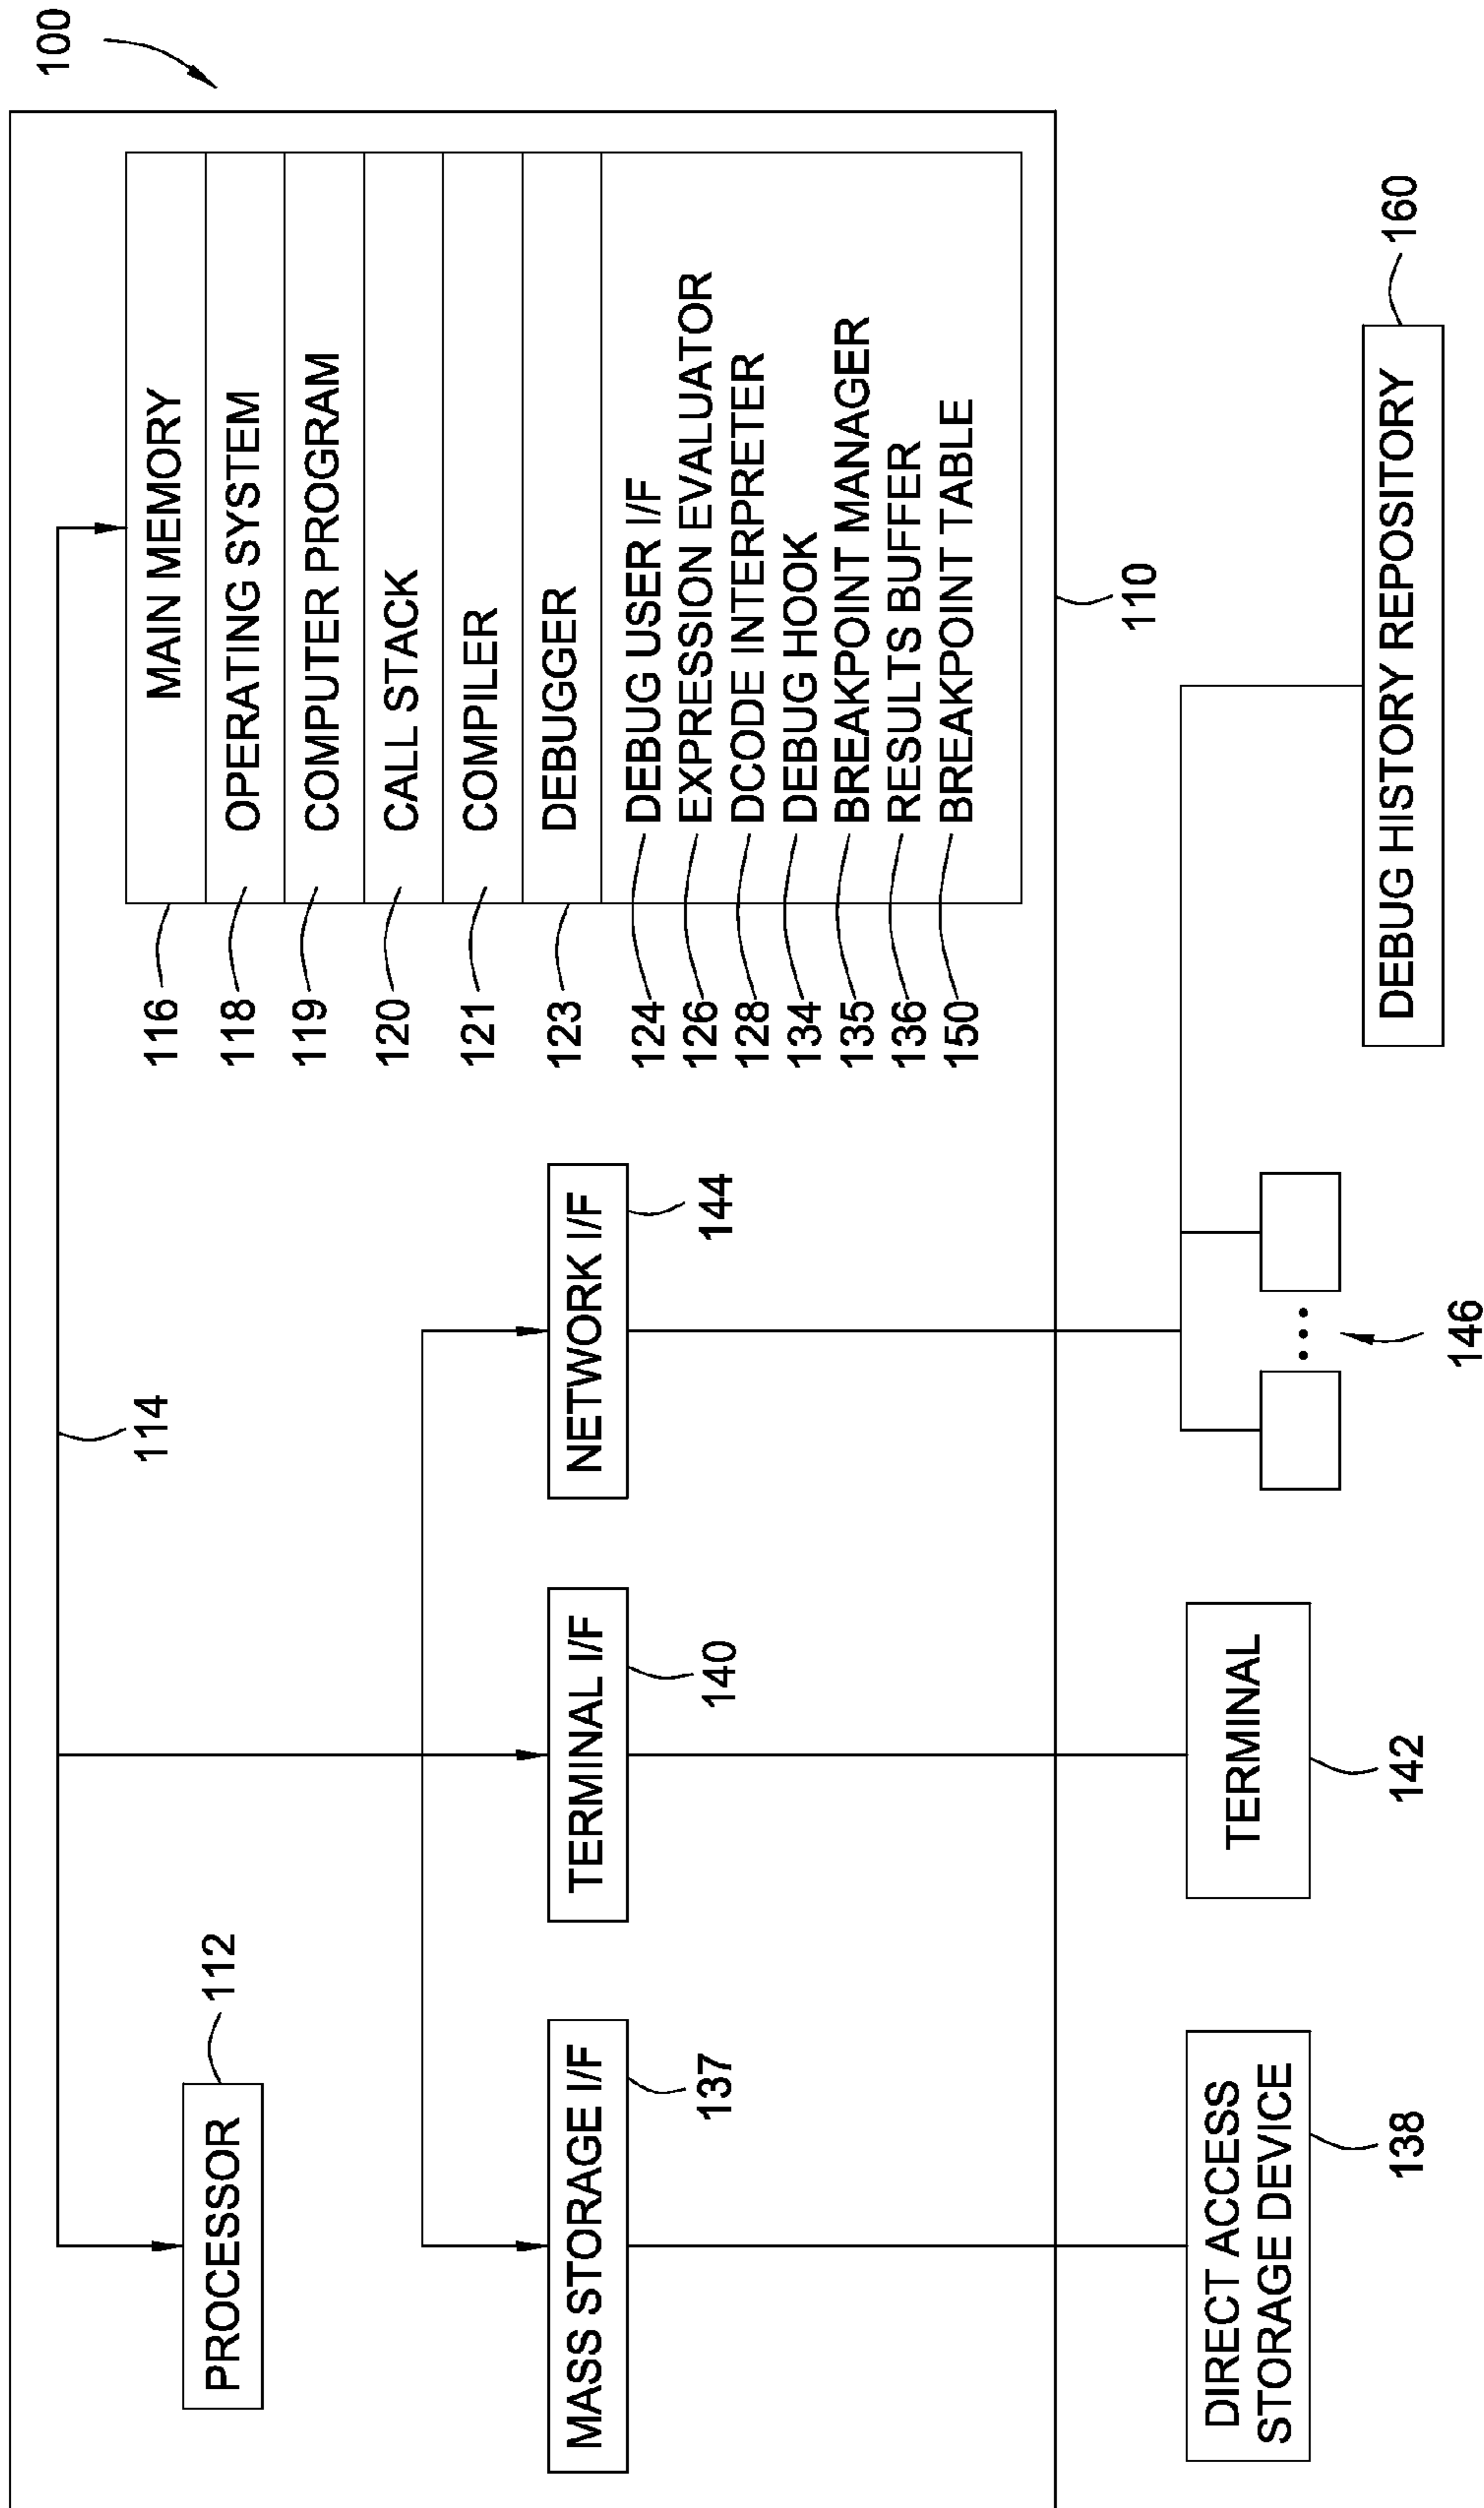 100
114
PROCESSOR
112
MAIN MEMORY
116
OPERATING SYSTEM
118
COMPUTER PROGRAM
119
CALL STACK
120
COMPILER
121
DEBUGGER
123
DEBUG USER I/F
124
EXPRESSION EVALUATOR
126
DCODE INTERPRETER
128
DEBUG HOOK
134
BREAKPOINT MANAGER
135
RESULTS BUFFER
136
BREAKPOINT TABLE
150
MASS STORAGE I/F
137
TERMINAL I/F
140
NETWORK I/F
144
110
DIRECT ACCESS
STORAGE DEVICE
138
TERMINAL
142
146
DEBUG HISTORY REPOSITORY
160